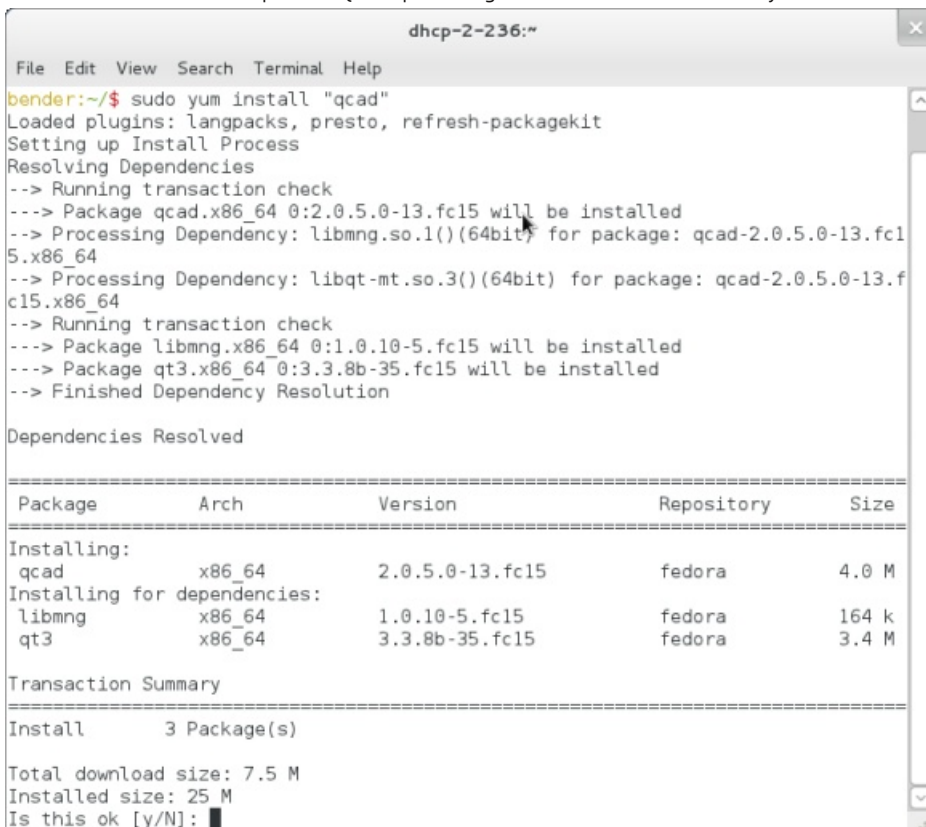 dhcp-2-236:~
File Edit View Search Terminal Help
bender:~/$ sudo yum install "qcad"
Loaded plugins: langpacks, presto, refresh-packagekit
Setting up Install Process
Resolving Dependencies
--> Running transaction check
---> Package qcad.x86_64 0:2.0.5.0-13.fc15 will be installed
--> Processing Dependency: libmng.so.1()(64bit) for package: qcad-2.0.5.0-13.fc1
5.x86_64
--> Processing Dependency: libqt-mt.so.3()(64bit) for package: qcad-2.0.5.0-13.f
c15.x86_64
--> Running transaction check
---> Package libmng.x86_64 0:1.0.10-5.fc15 will be installed
---> Package qt3.x86_64 0:3.3.8b-35.fc15 will be installed
--> Finished Dependency Resolution
Dependencies Resolved
================================================================================
Package Arch Version Repository Size
================================================================================
Installing:
qcad x86_64 2.0.5.0-13.fc15 fedora 4.0 M
Installing for dependencies:
libmng x86_64 1.0.10-5.fc15 fedora 164 k
qt3 x86_64 3.3.8b-35.fc15 fedora 3.4 M
Transaction Summary
================================================================================
Install 3 Package(s)
Total download size: 7.5 M
Installed size: 25 M
Is this ok [y/N]: